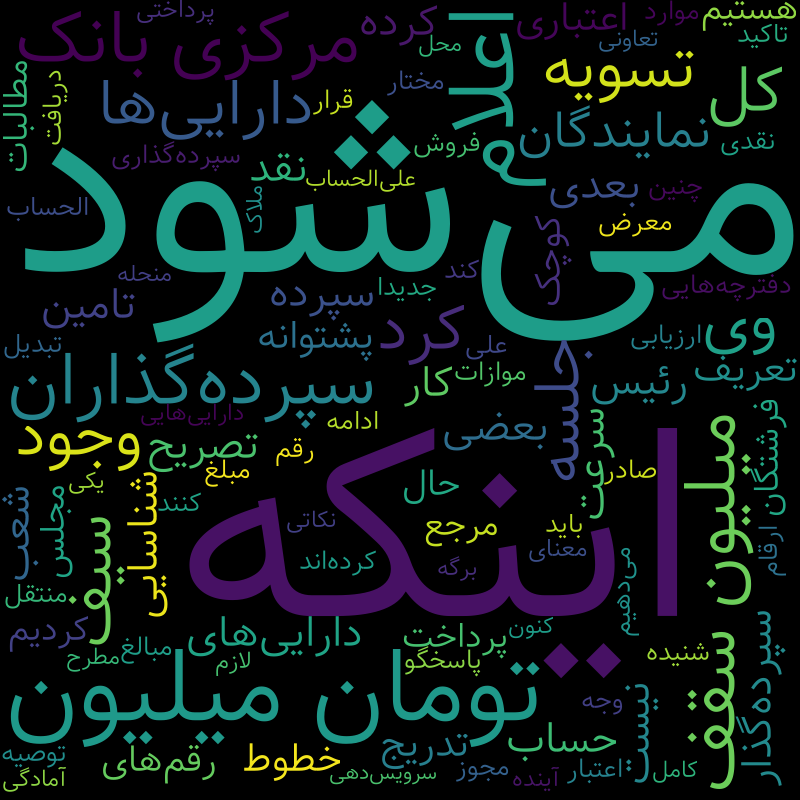 هستیم
موارد
اعتباری
پرداختی
کرده
تاکید
تعاونی
محل
اعلام
مرکزی بانک
تسویه
مختار
کل
مطالبات
دریافت
قرار
دارایی‌ها
نمایندگان
نقدی
فروش
سپرده‌گذاری
نقد
علی‌الحساب
می‌شود
ملاک
بعدی
چنین
الحساب
معرض
کوچک
منحله
کند
جدیدا
دفترچه‌هایی
سپرده
تامین
وی
کرد
پشتوانه
ارزیابی
تبدیل
علی
جلسه
تعریف
موازات
رئیس
کار
سپرده‌گذاران
فرشتگان
دارایی‌هایی
ادامه
بعضی
سرعت
میلیون
وجود
تصریح
رقم
مبلغ
صادر
اینکه
یکی
شناسایی
حال
کنند
شعب
مجلس
سیف
نکاتی
مرجع
باید
ارقام
معنای
کرده‌اند
برگه
می‌دهیم
منتقل
کردیم
دارایی‌های
پرداخت
کنون
سپرده‌گذار
سقف
مبالغ
مطرح
لازم
پاسخگو
شنیده
تومان میلیون
نیست
وجه
حساب
تدریج
خطوط
رقم‌های
توصیه
آمادگی
سرویس‌دهی
مجوز
آینده
اعتبار
کامل